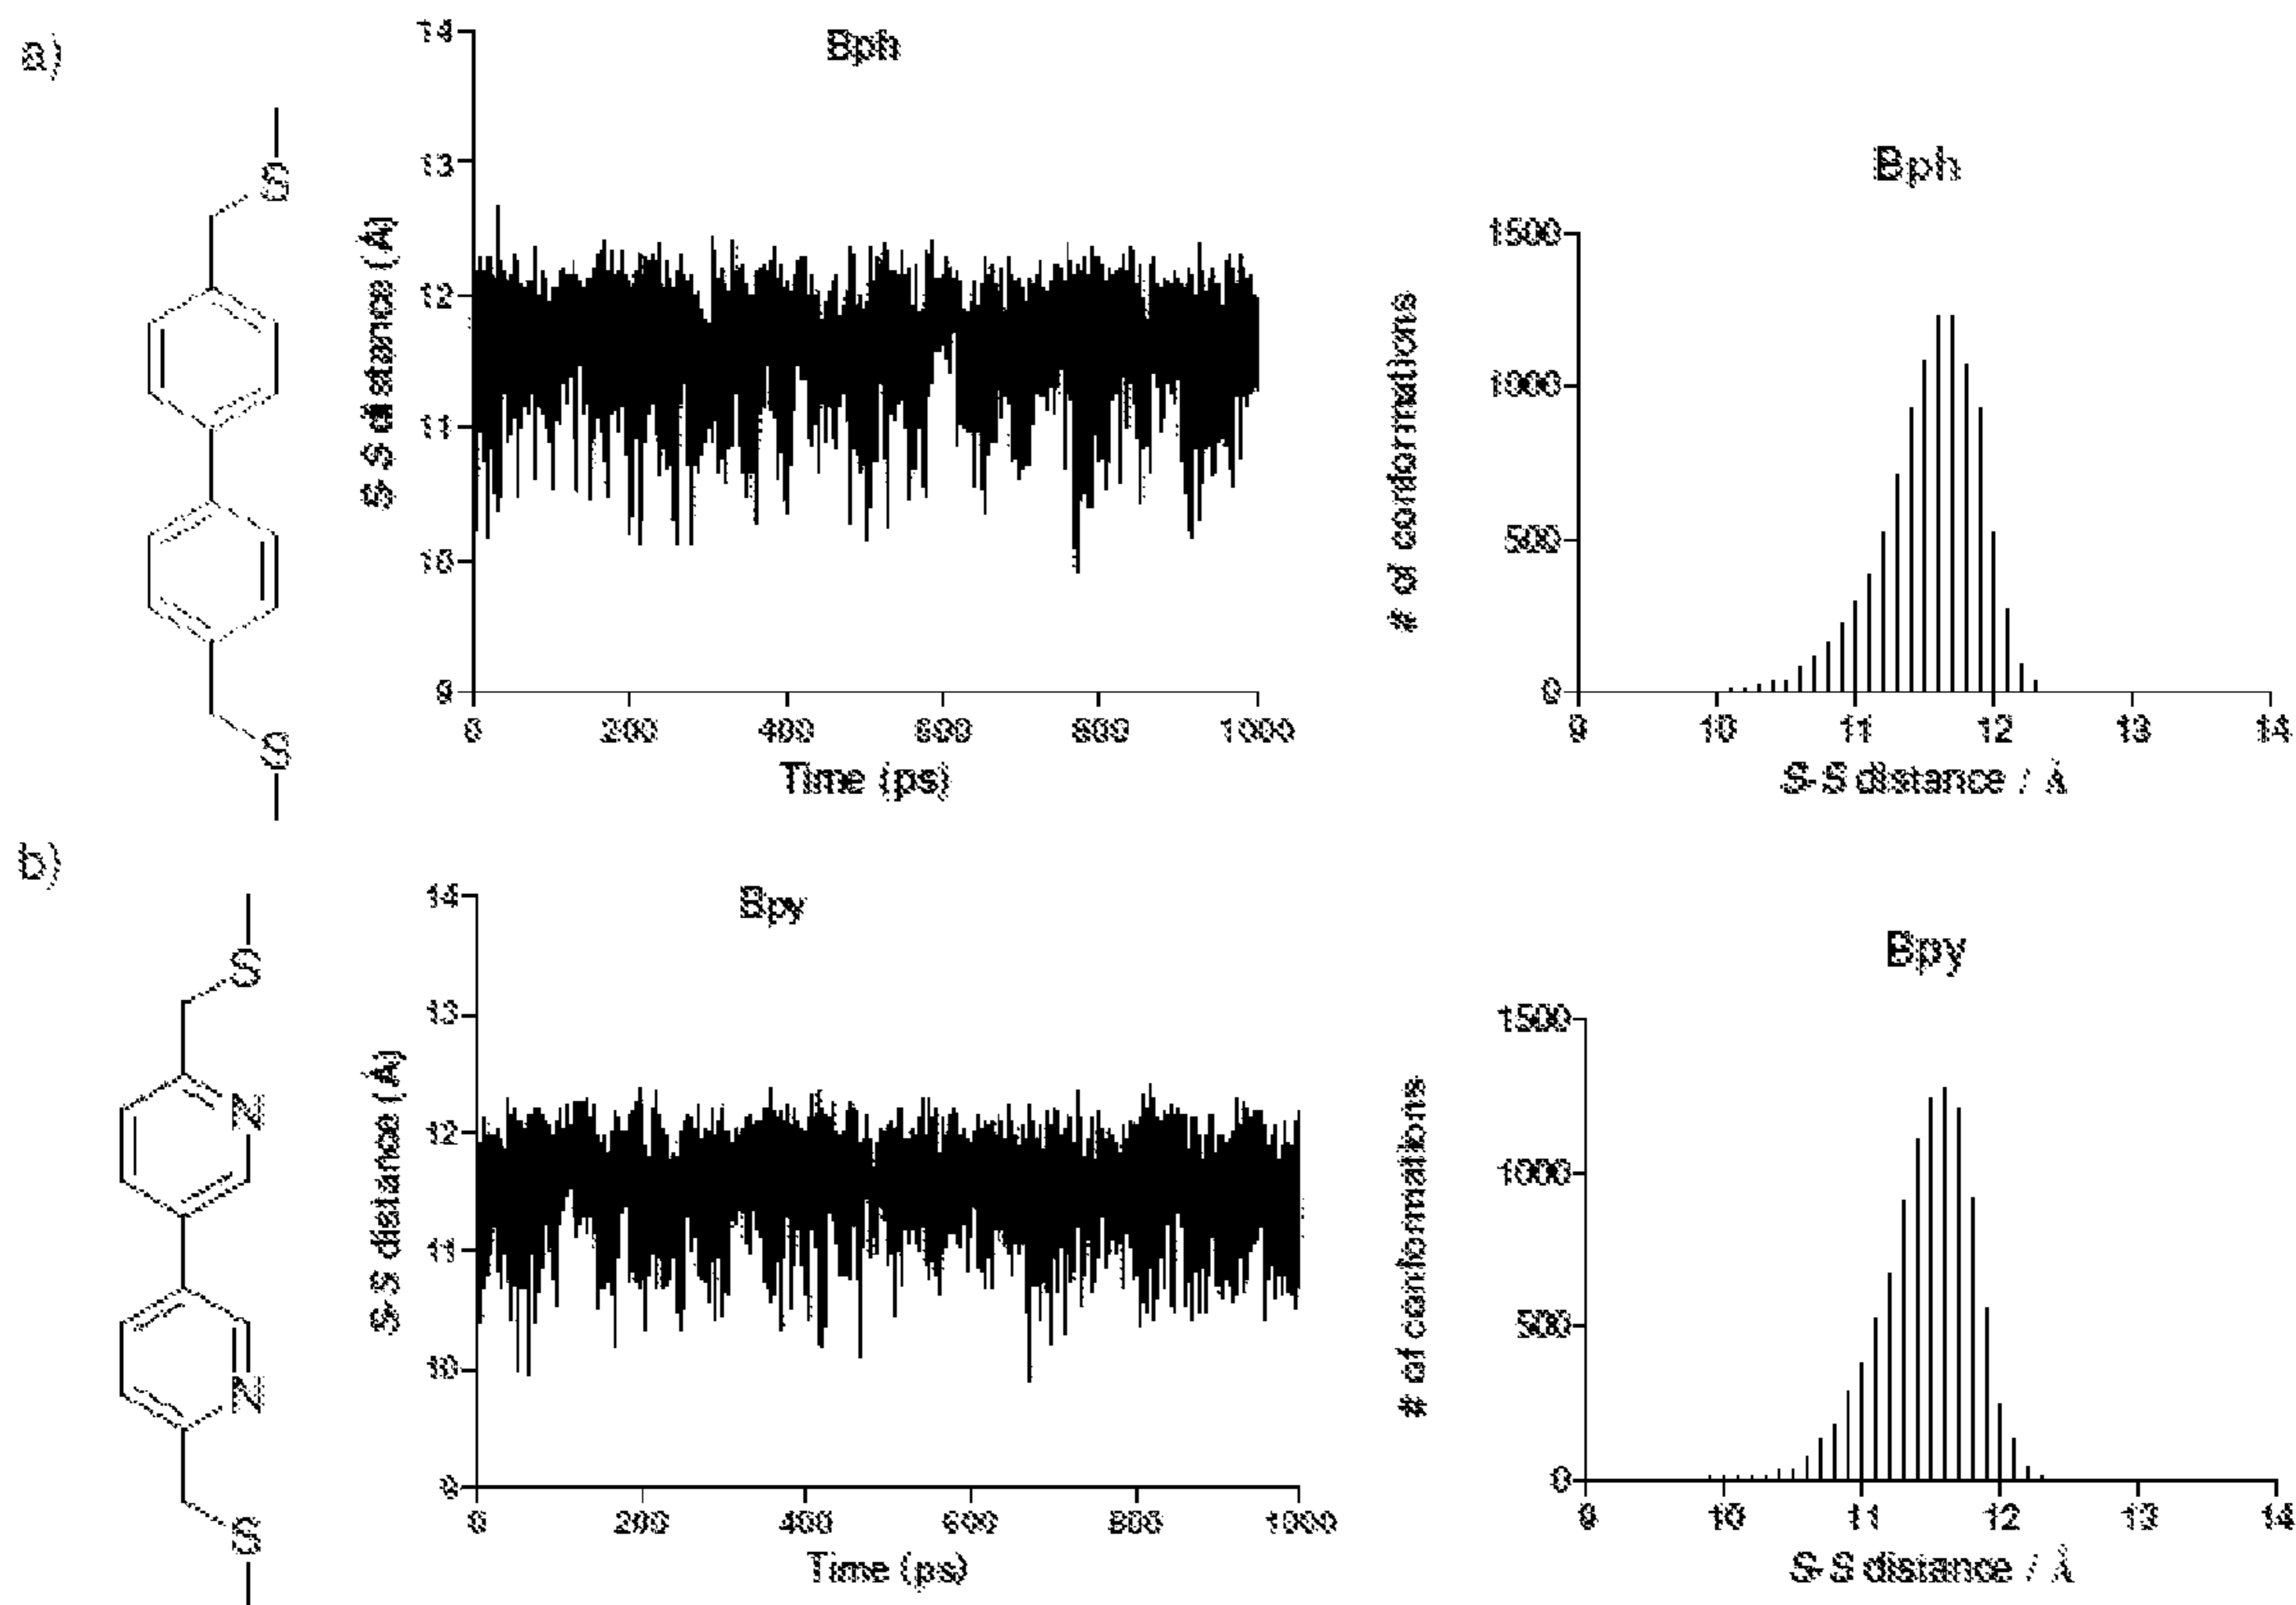 a)
S
S
Bph
S-S distance (Å)
14
13
12
11
10
9
0 200 400 600 800 1000
Time (ps)
Bph
# of conformations
1500
1000
500
0
9 10 11 12 13 14
S-S distance / Å
b)
S
N
N
S
Bpy
S-S distance (Å)
14
13
12
11
10
9
0 200 400 600 800 1000
Time (ps)
Bpy
# of conformations
1500
1000
500
0
9 10 11 12 13 14
S-S distance / Å